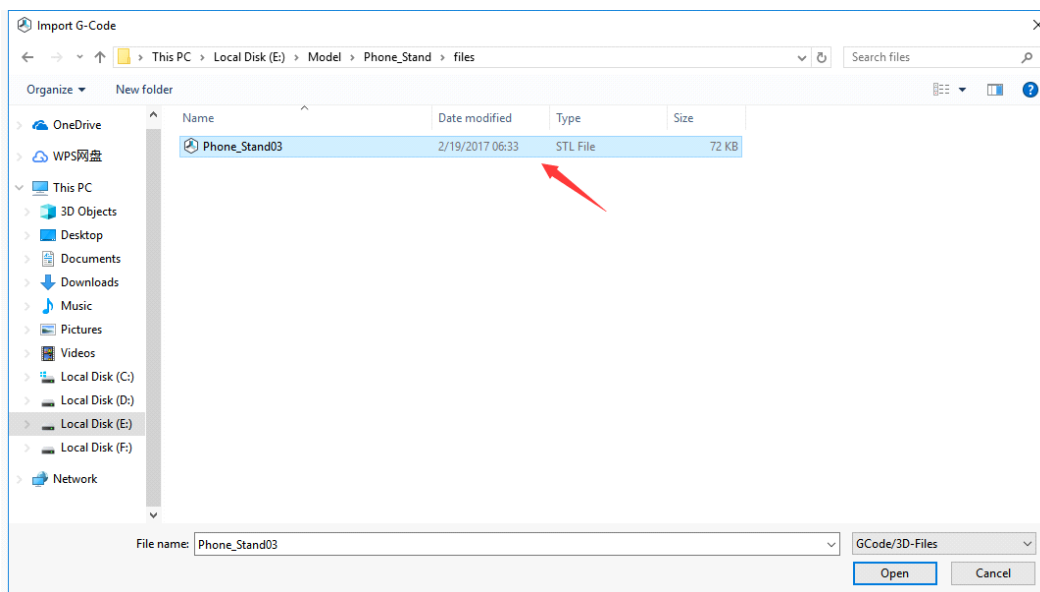 Import G-Code
This PC > Local Disk (E:) > Model > Phone_Stand > files
Search files
Organize
New folder
Name
Date modified
Type
Size
Phone_Stand03
2/19/2017 06:33
STL File
72 KB
OneDrive
WPS网盘
This PC
3D Objects
Desktop
Documents
Downloads
Music
Pictures
Videos
Local Disk (C:)
Local Disk (D:)
Local Disk (E:)
Local Disk (F:)
Network
File name: Phone_Stand03
GCode/3D-Files
Open
Cancel